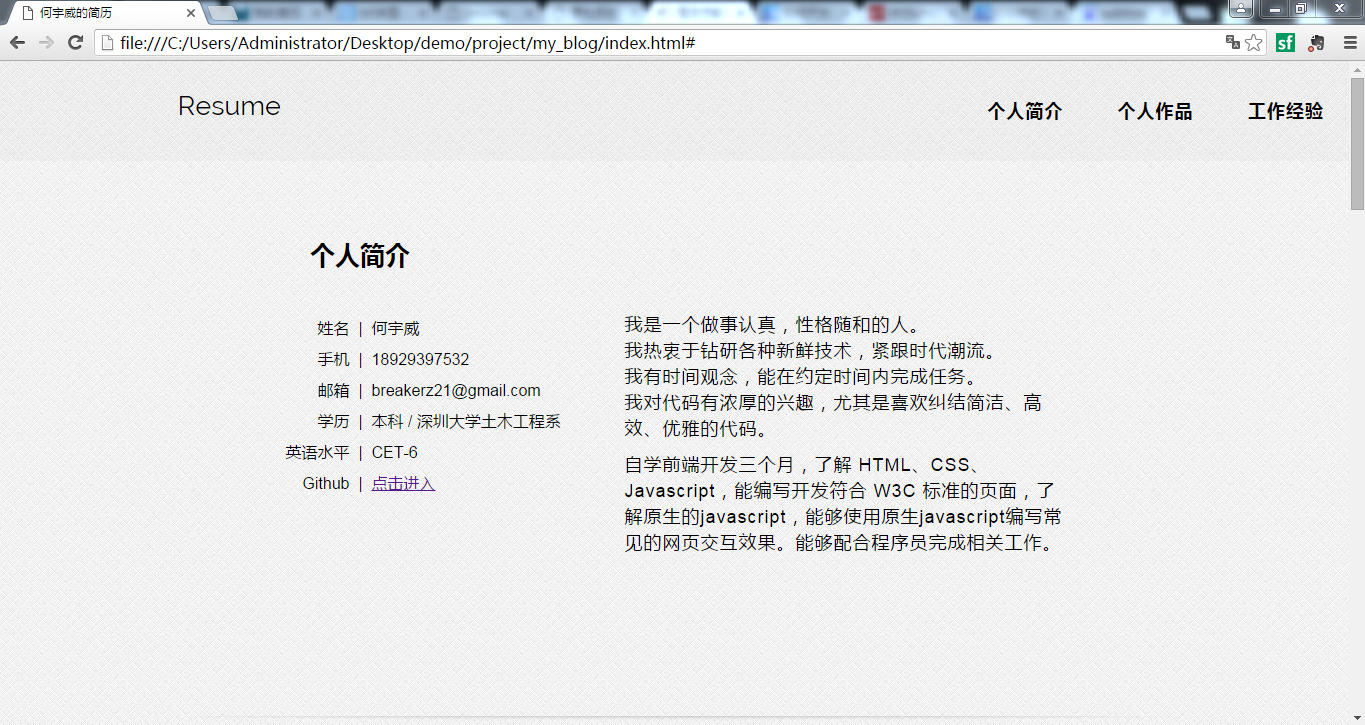 何宇威的简历
file:///C:/Users/Administrator/Desktop/demo/project/my_blog/index.html#
sf
Resume
个人简介 个人作品 工作经验
个人简介
姓名 | 何宇威
手机 | 18929397532
邮箱 | breakerz21@gmail.com
学历 | 本科 / 深圳大学土木工程系
英语水平 | CET-6
Github | 点击进入
我是一个做事认真，性格随和的人。
我热衷于钻研各种新鲜技术，紧跟时代潮流。
我有时间观念，能在约定时间内完成任务。
我对代码有浓厚的兴趣，尤其是喜欢纠结简洁、高
效、优雅的代码。
自学前端开发三个月，了解 HTML、CSS、
Javascript，能编写开发符合 W3C 标准的页面，了
解原生的javascript，能够使用原生javascript编写常
见的网页交互效果。能够配合程序员完成相关工作。